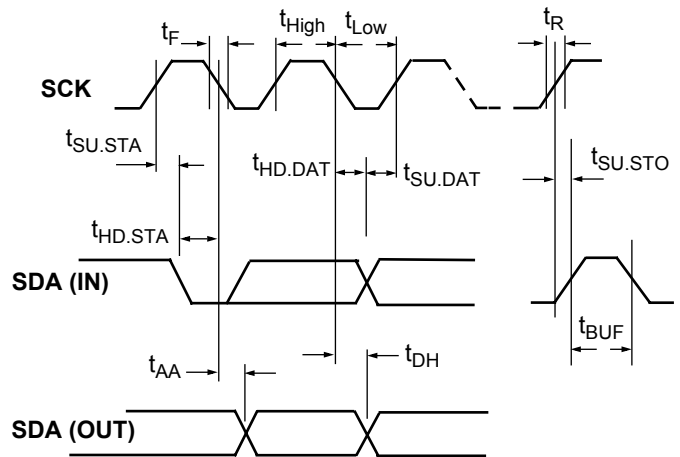 tF
tHigh
tLow
tR
SCK
tSU.STA
tHD.DAT
tSU.DAT
tSU.STO
tHD.STA
SDA (IN)
tBUF
tAA
tDH
SDA (OUT)